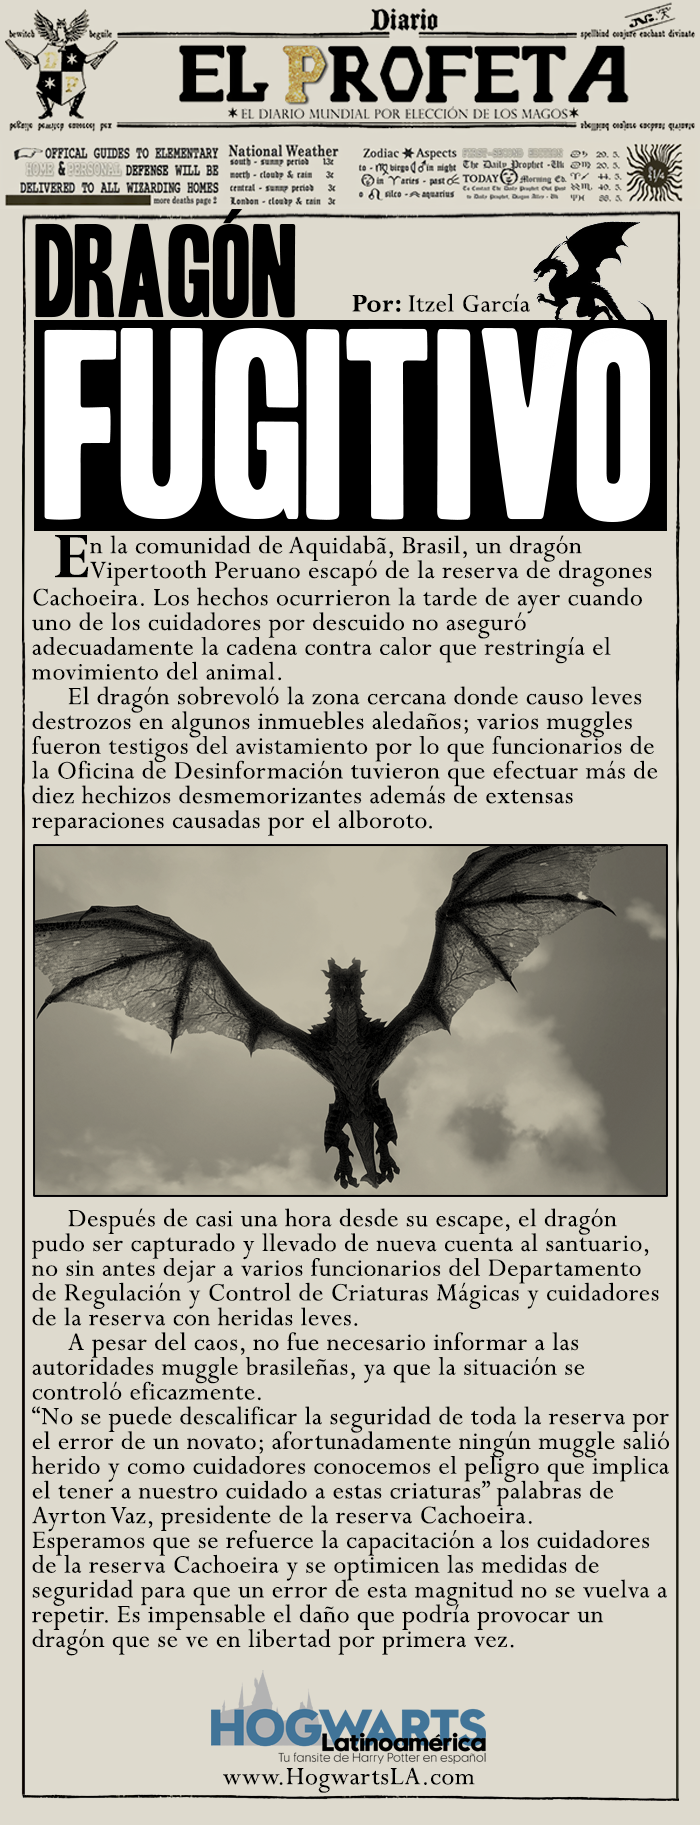 Diario
bewitch beguile
spellbind conjure enchant divinate
EL PROFETA
D F
✶EL DIARIO MUNDIAL POR ELECCIÓN DE LOS MAGOS✶
OFFICAL GUIDES TO ELEMENTARY
HOME & PERSONAL DEFENSE WILL BE
DELIVERED TO ALL WIZARDING HOMES
more deaths page 2
National Weather
south - sunny period 13c
north - cloudy & rain 3c
central - sunny period 3c
London - cloudy & rain 3c
Zodiac ✶ Aspects
The Daily Prophet - Uk
TODAY Morning Ed.
DRAGÓN
Por: Itzel García
FUGITIVO
En la comunidad de Aquidabã, Brasil, un dragón
Vipertooth Peruano escapó de la reserva de dragones
Cachoeira. Los hechos ocurrieron la tarde de ayer cuando
uno de los cuidadores por descuido no aseguró
adecuadamente la cadena contra calor que restringía el
movimiento del animal.
El dragón sobrevoló la zona cercana donde causo leves
destrozos en algunos inmuebles aledaños; varios muggles
fueron testigos del avistamiento por lo que funcionarios de
la Oficina de Desinformación tuvieron que efectuar más de
diez hechizos desmemorizantes además de extensas
reparaciones causadas por el alboroto.
Después de casi una hora desde su escape, el dragón
pudo ser capturado y llevado de nueva cuenta al santuario,
no sin antes dejar a varios funcionarios del Departamento
de Regulación y Control de Criaturas Mágicas y cuidadores
de la reserva con heridas leves.
A pesar del caos, no fue necesario informar a las
autoridades muggle brasileñas, ya que la situación se
controló eficazmente.
“No se puede descalificar la seguridad de toda la reserva por
el error de un novato; afortunadamente ningún muggle salió
herido y como cuidadores conocemos el peligro que implica
el tener a nuestro cuidado a estas criaturas” palabras de
Ayrton Vaz, presidente de la reserva Cachoeira.
Esperamos que se refuerce la capacitación a los cuidadores
de la reserva Cachoeira y se optimicen las medidas de
seguridad para que un error de esta magnitud no se vuelva a
repetir. Es impensable el daño que podría provocar un
dragón que se ve en libertad por primera vez.
HOGWARTS
Latinoamérica
Tu fansite de Harry Potter en español
www.HogwartsLA.com